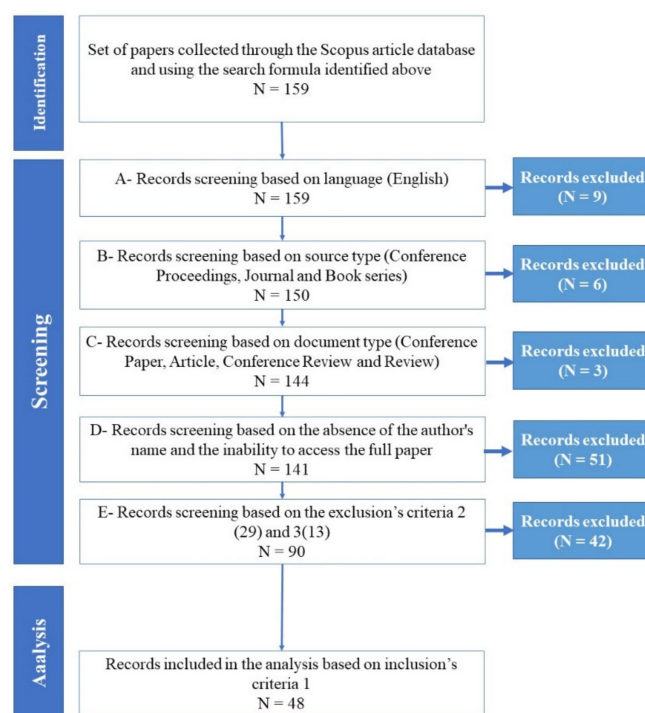 Identification
Set of papers collected through the Scopus article database
and using the search formula identified above
N = 159
Screening
A- Records screening based on language (English)
N = 159
Records excluded
(N = 9)
B- Records screening based on source type (Conference
Proceedings, Journal and Book series)
N = 150
Records excluded
(N = 6)
C- Records screening based on document type (Conference
Paper, Article, Conference Review and Review)
N = 144
Records excluded
(N = 3)
D- Records screening based on the absence of the author's
name and the inability to access the full paper
N = 141
Records excluded
(N = 51)
E- Records screening based on the exclusion’s criteria 2
(29) and 3(13)
N = 90
Records excluded
(N = 42)
Aaalysis
Records included in the analysis based on inclusion’s
criteria 1
N = 48